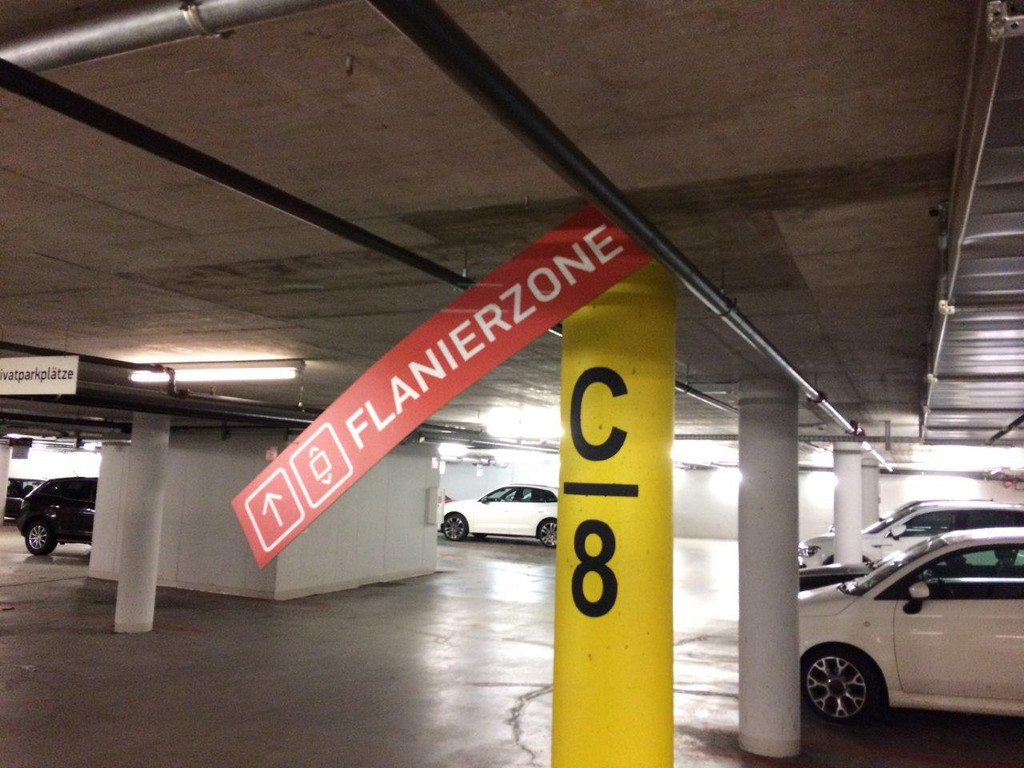 FLANIERZONE
ivatparkplätze
C
8